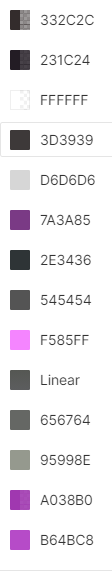 332C2C
231C24
FFFFFF
3D3939
D6D6D6
7A3A85
2E3436
545454
F585FF
Linear
656764
95998E
A038B0
B64BC8